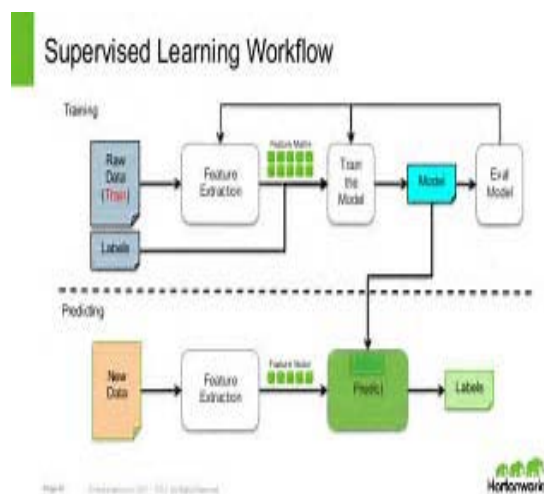 Supervised Learning Workflow
Training
Raw
Data
(Train)
Labels
Feature
Extraction
Feature Matrix
Train
the
Model
Model
Eval
Model
Predicting
New
Data
Feature
Extraction
Feature Vector
Predict
Labels
Hortonworks